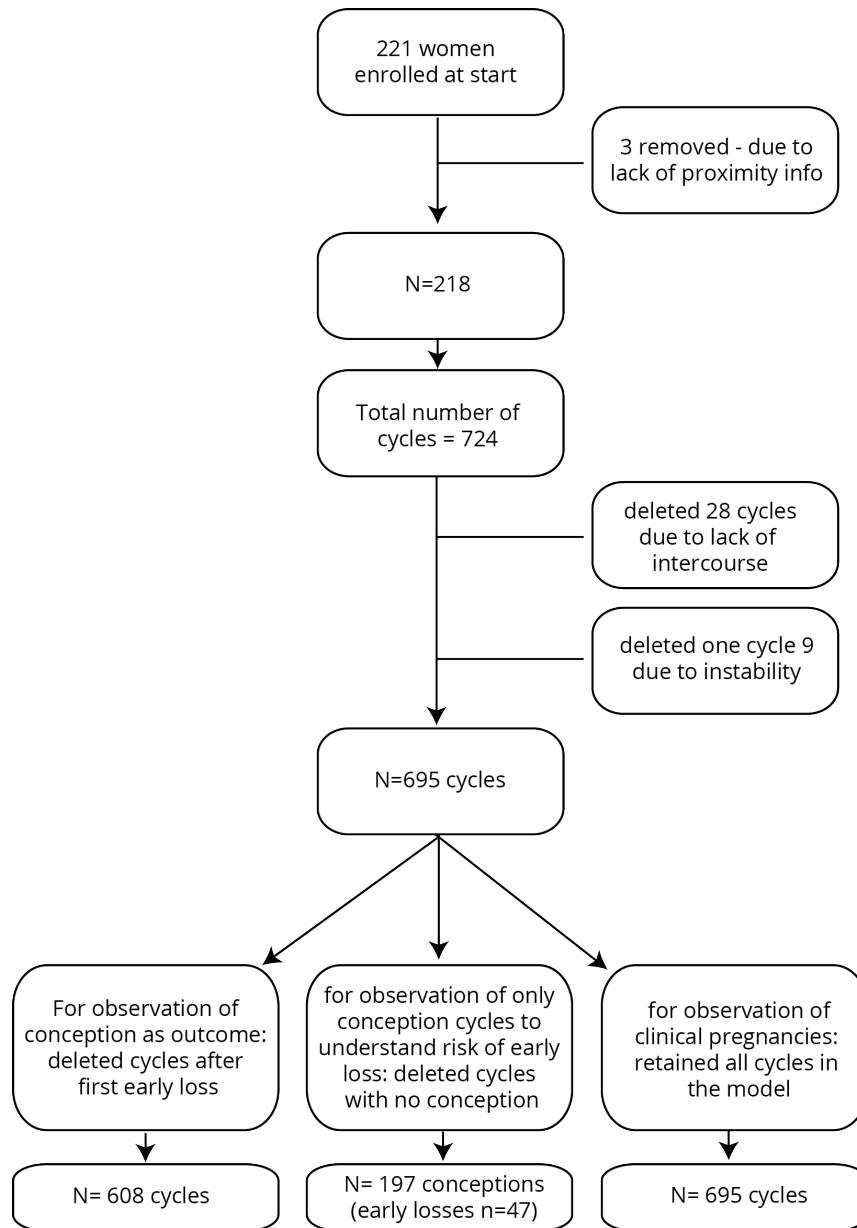 221 women
enrolled at start
3 removed - due to
lack of proximity info
N=218
Total number of
cycles = 724
deleted 28 cycles
due to lack of
intercourse
deleted one cycle 9
due to instability
N=695 cycles
For observation of
conception as outcome:
deleted cycles after
first early loss
for observation of only
conception cycles to
understand risk of early
loss: deleted cycles
with no conception
for observation of
clinical pregnancies:
retained all cycles in
the model
N= 608 cycles
N= 197 conceptions
(early losses n=47)
N= 695 cycles